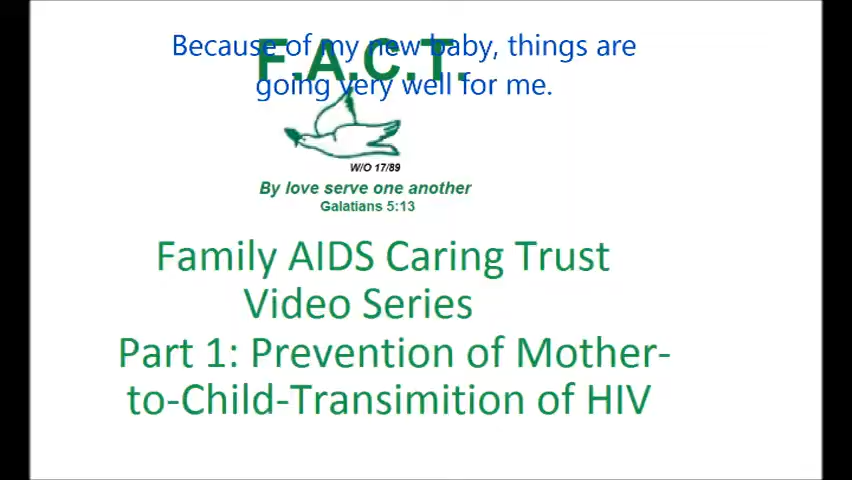 Because of my new baby, things are
going very well for me.
F.A.C.T.
W/O 17/89
By love serve one another
Galatians 5:13
Family AIDS Caring Trust
Video Series
Part 1: Prevention of Mother-
to-Child-Transimition of HIV